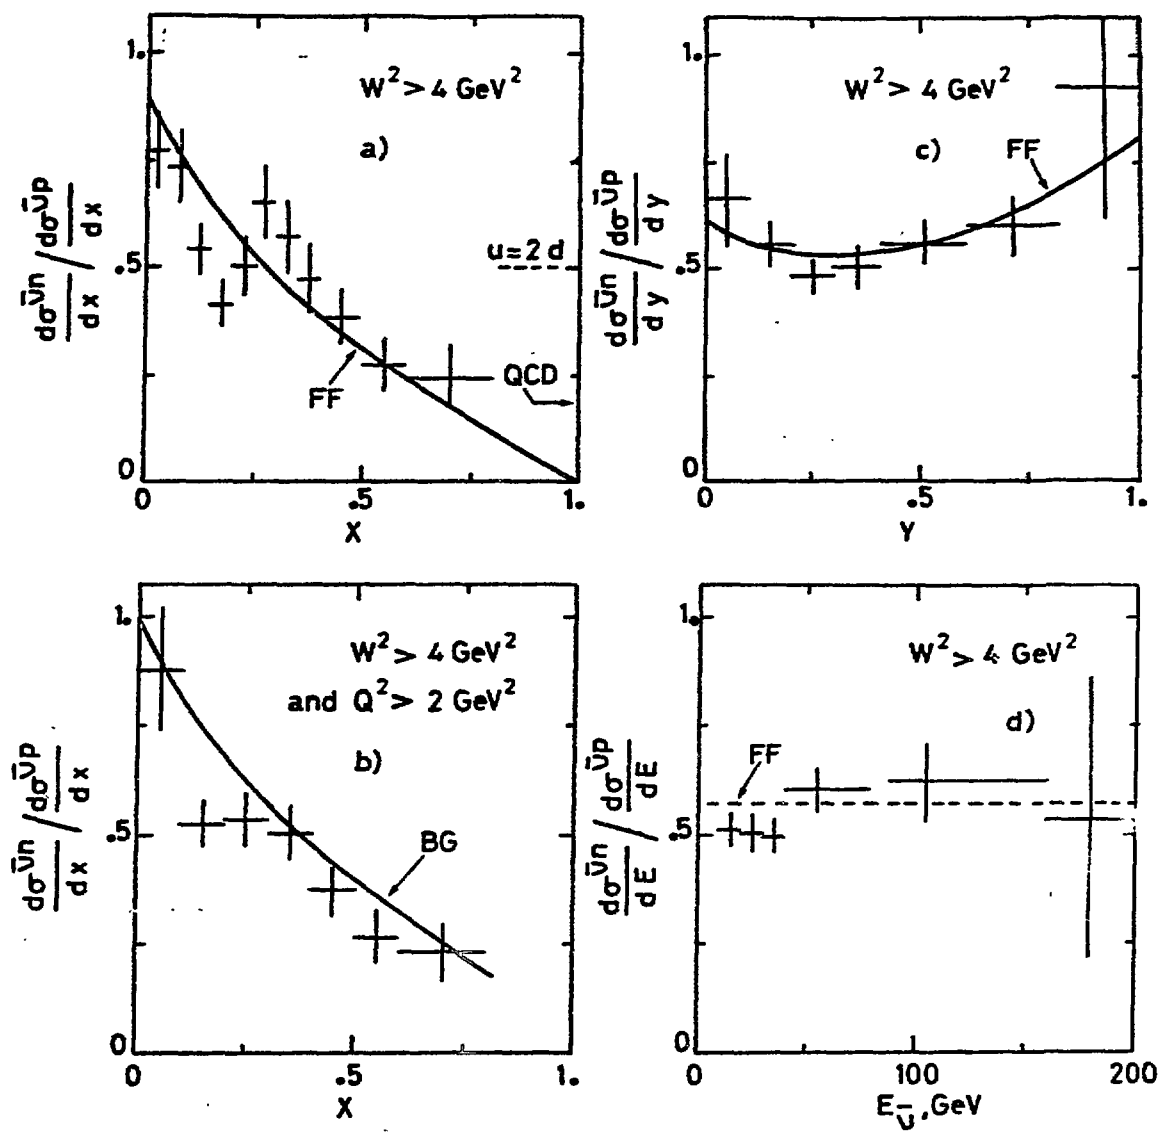 1.
W² > 4 GeV²
a)
dσ^ν̄n/dx / dσ^ν̄p/dx
u=2d
.5
FF
QCD
0
0 .5 1.
X
1.
W² > 4 GeV²
c)
FF
dσ^ν̄n/dy / dσ^ν̄p/dy
.5
0
0 .5 1.
Y
1.
W² > 4 GeV²
and Q² > 2 GeV²
b)
dσ^ν̄n/dx / dσ^ν̄p/dx
.5
BG
0
0 .5 1.
X
1.
W² > 4 GeV²
d)
FF
dσ^ν̄n/dE / dσ^ν̄p/dE
.5
0
0 100 200
E_ν̄, GeV